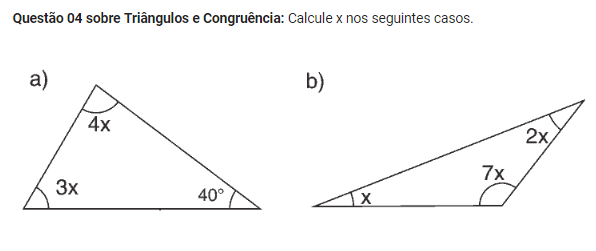 Questão 04 sobre Triângulos e Congruência: Calcule x nos seguintes casos.
a)
4x
3x
40°
b)
2x
7x
x